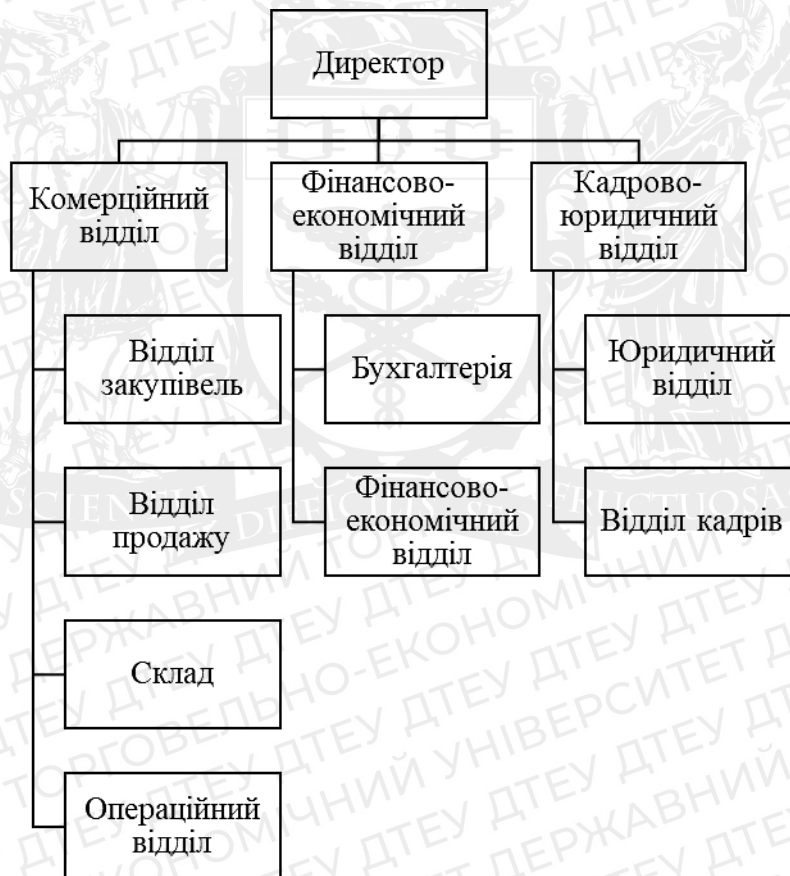 Директор
Комерційний
відділ
Фінансово-
економічний
відділ
Кадрово-
юридичний
відділ
Відділ
закупівель
Бухгалтерія
Юридичний
відділ
Відділ
продажу
Фінансово-
економічний
відділ
Відділ кадрів
Склад
Операційний
відділ